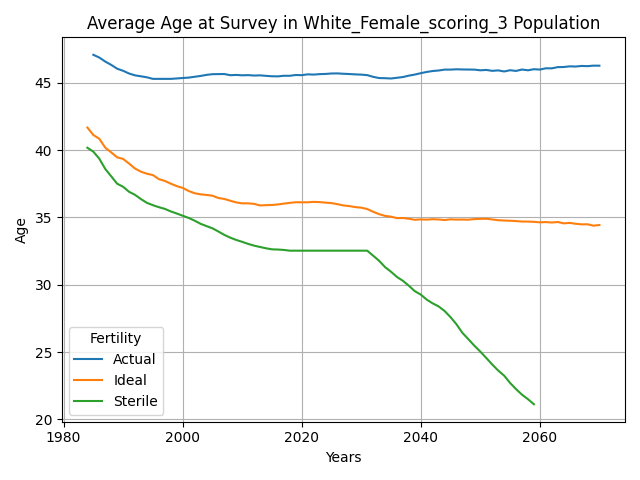 Average Age at Survey in White_Female_scoring_3 Population
Age
45
40
35
30
25
20
Fertility
Actual
Ideal
Sterile
1980 2000 2020 2040 2060
Years